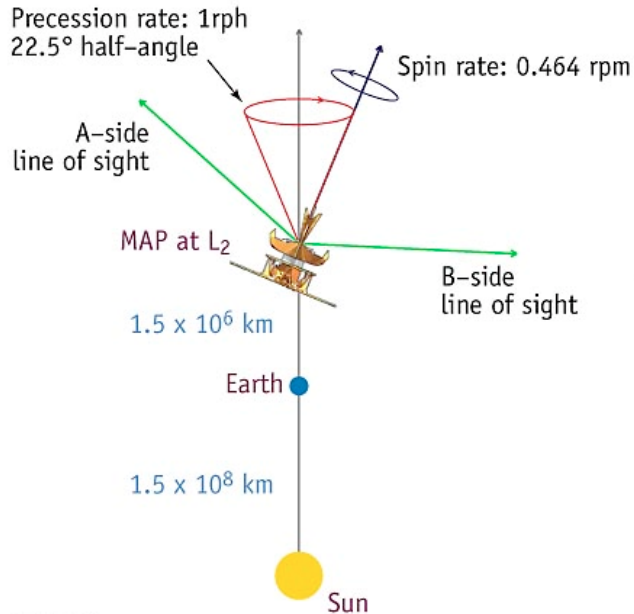 Precession rate: 1rph
22.5° half-angle
Spin rate: 0.464 rpm
A-side
line of sight
MAP at L₂
B-side
line of sight
1.5 x 10⁶ km
Earth
1.5 x 10⁸ km
Sun